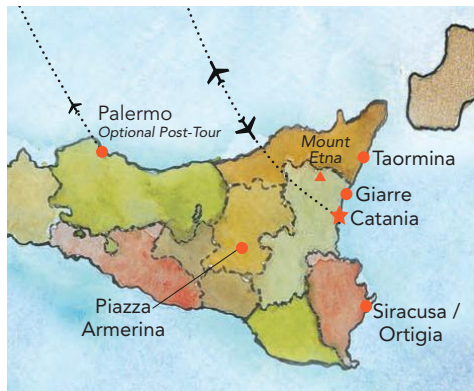 Palermo
Optional Post-Tour
Mount
Etna
Taormina
Giarre
Catania
Piazza
Armerina
Siracusa /
Ortigia